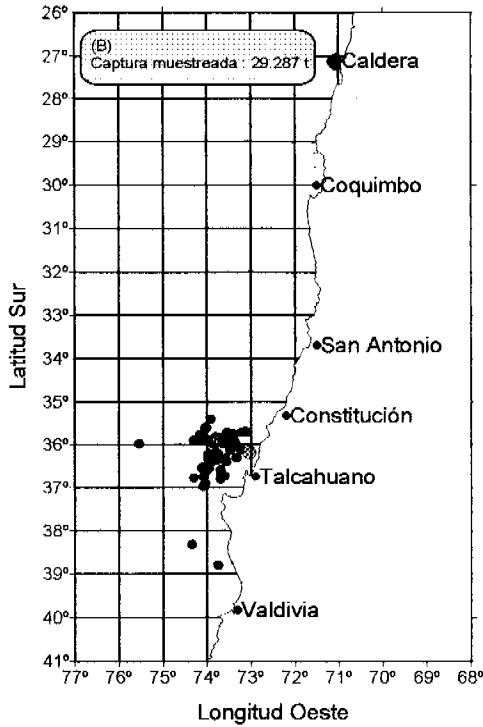 26º
(B)
Captura muestreada : 29.287 t
27º
Caldera
28º
29º
30º
Coquimbo
31º
32º
33º
34º
San Antonio
35º
Constitución
36º
37º
Talcahuano
38º
39º
40º
Valdivia
41º
Latitud Sur
77º 76º 75º 74º 73º 72º 71º 70º 69º 68º
Longitud Oeste